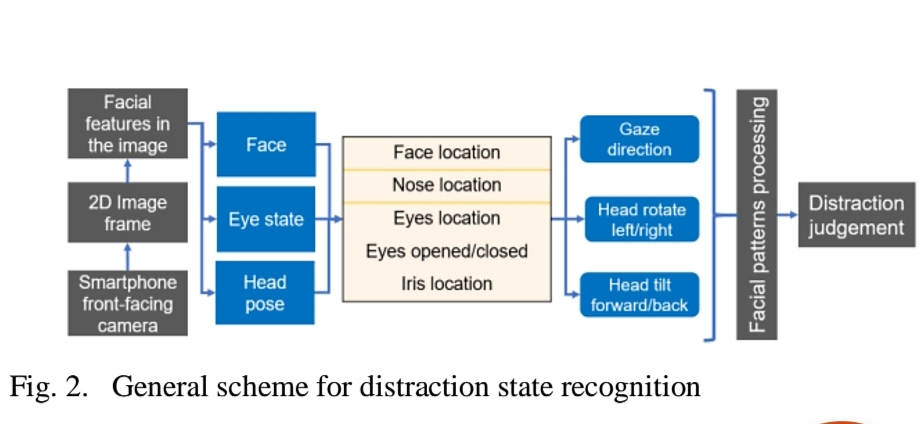 Facial
features in
the image
2D Image
frame
Smartphone
front-facing
camera
Face
Eye state
Head
pose
Face location
Nose location
Eyes location
Eyes opened/closed
Iris location
Gaze
direction
Head rotate
left/right
Head tilt
forward/back
Facial patterns processing
Distraction
judgement
Fig. 2. General scheme for distraction state recognition